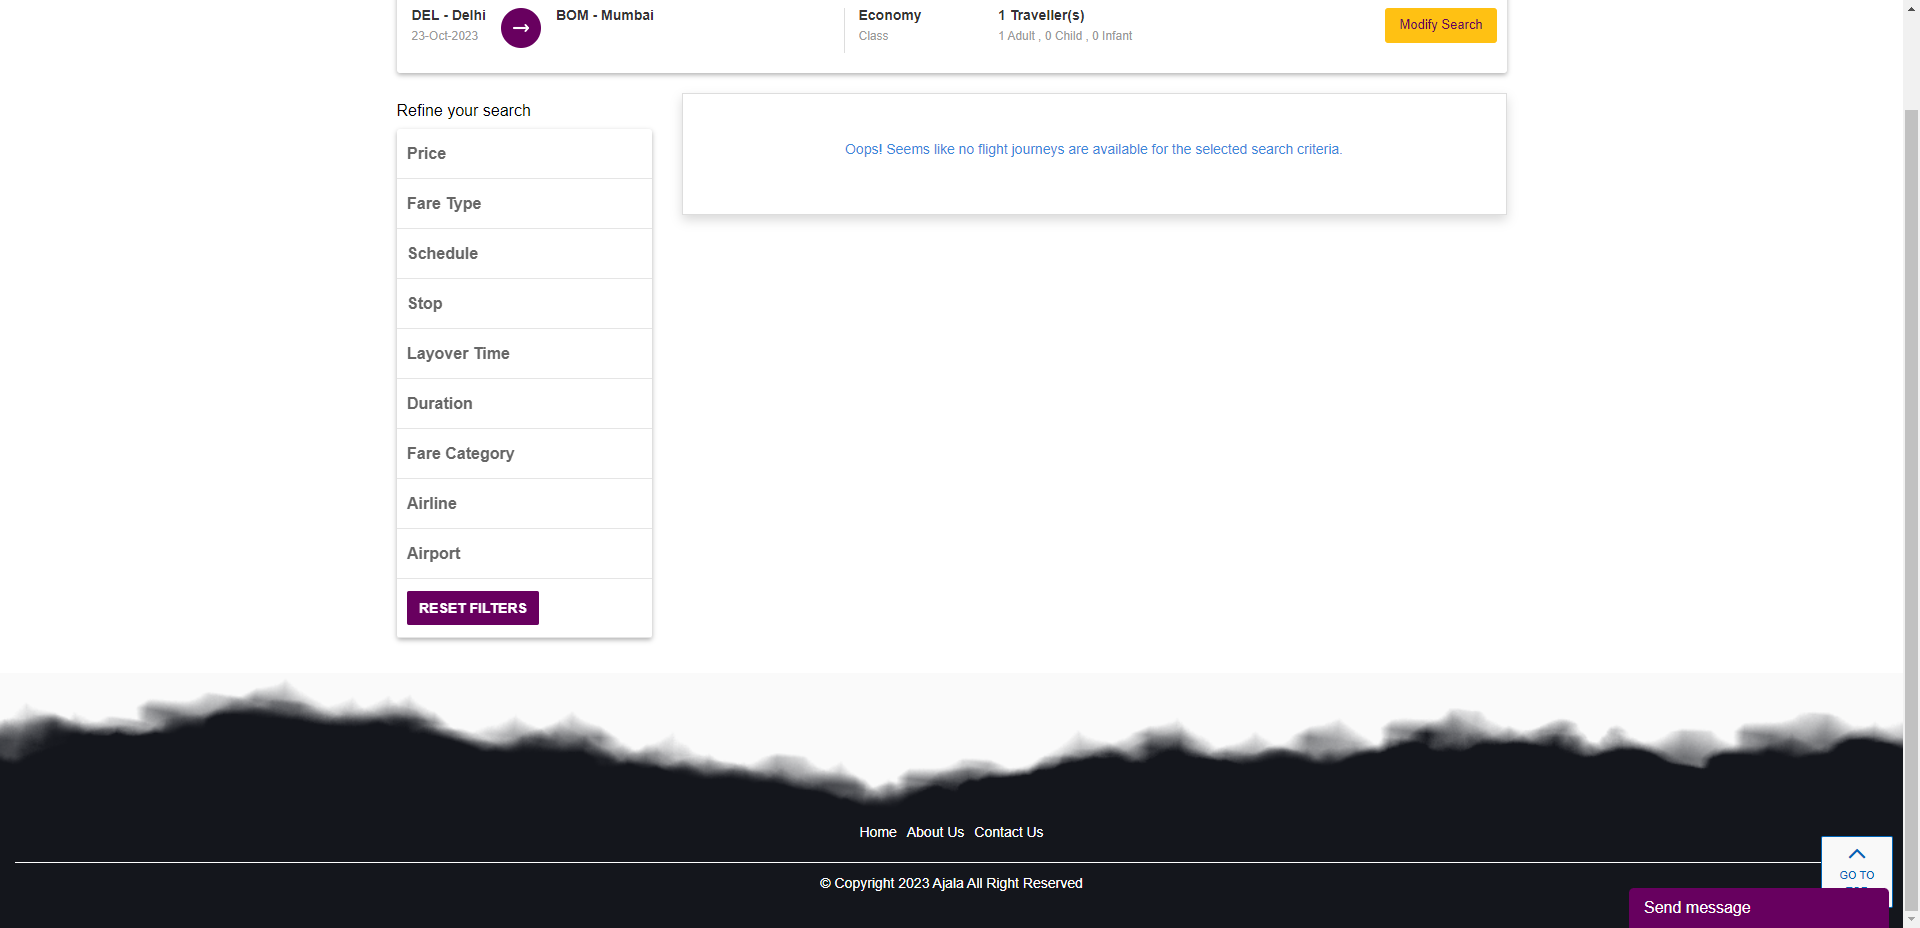 DEL - Delhi
23-Oct-2023
BOM - Mumbai
Economy
Class
1 Traveller(s)
1 Adult , 0 Child , 0 Infant
Modify Search
Refine your search
Price
Fare Type
Schedule
Stop
Layover Time
Duration
Fare Category
Airline
Airport
RESET FILTERS
Oops! Seems like no flight journeys are available for the selected search criteria.
Home About Us Contact Us
© Copyright 2023 Ajala All Right Reserved
GO TO
Send message